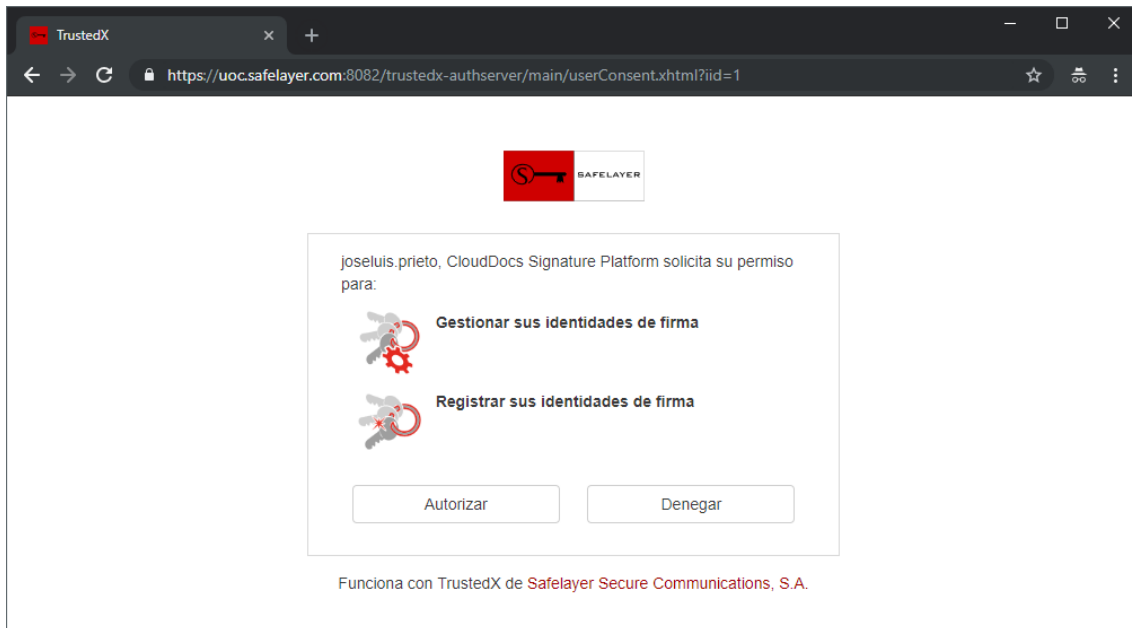 TrustedX
https://uoc.safelayer.com:8082/trustedx-authserver/main/userConsent.xhtml?iid=1
S SAFELAYER
joseluis.prieto, CloudDocs Signature Platform solicita su permiso
para:
Gestionar sus identidades de firma
Registrar sus identidades de firma
Autorizar Denegar
Funciona con TrustedX de Safelayer Secure Communications, S.A.